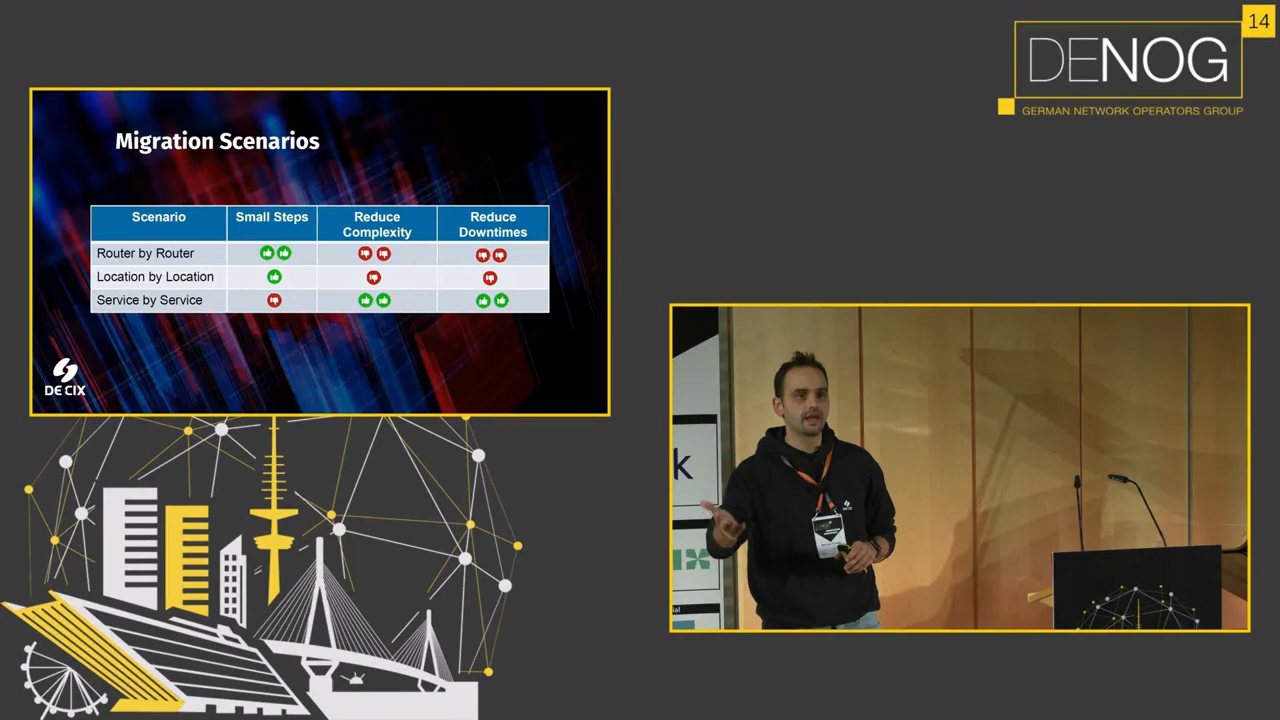 14
DENOG
GERMAN NETWORK OPERATORS GROUP
Migration Scenarios
Scenario
Small Steps
Reduce
Complexity
Reduce
Downtimes
Router by Router
Location by Location
Service by Service
DE CIX
k
IX